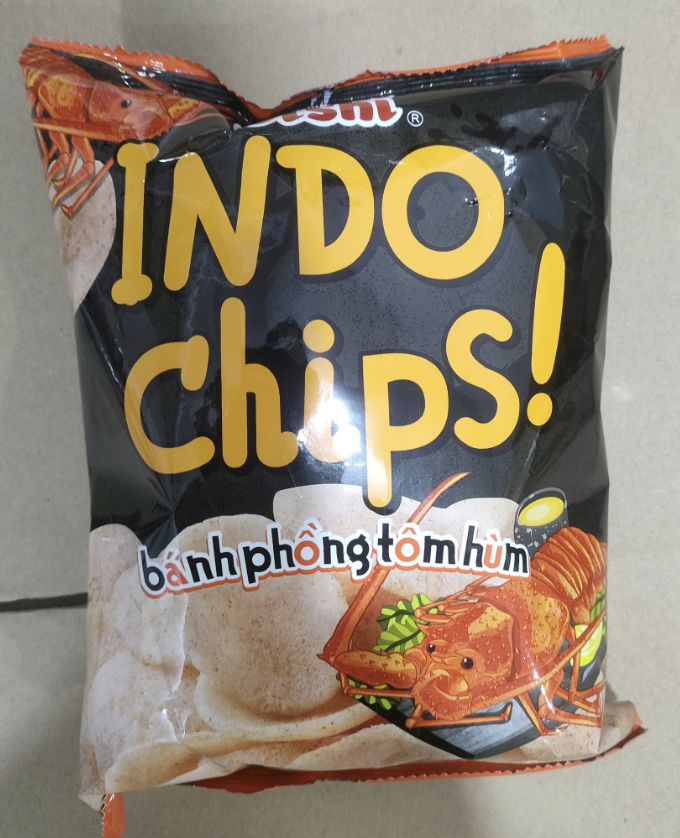 ®
INDO
Chips!
bánh phồng tôm hùm